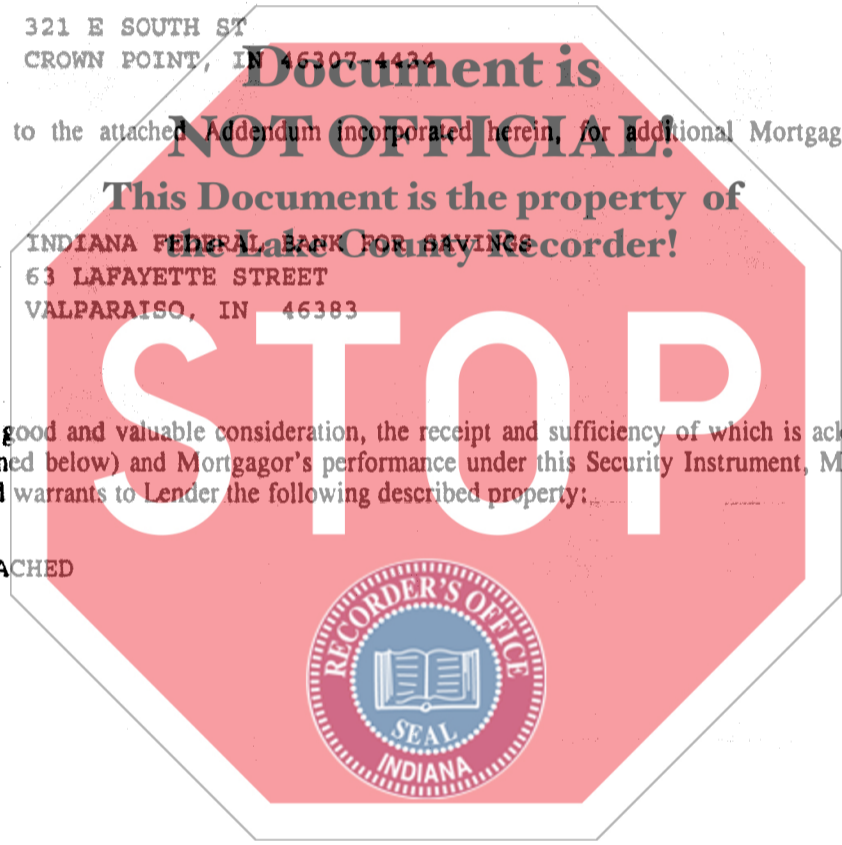 321 E SOUTH ST
CROWN POINT, IN 46307-4434
Document is
to the attached Addendum incorporated herein, for additional Mortgag
NOT OFFICIAL!
This Document is the property of
INDIANA FEDERAL BANK FOR SAVINGS
the Lake County Recorder!
63 LAFAYETTE STREET
VALPARAISO, IN 46383
STOP
good and valuable consideration, the receipt and sufficiency of which is ack
ned below) and Mortgagor's performance under this Security Instrument, M
d warrants to Lender the following described property:
ACHED
RECORDER'S OFFICE
SEAL
INDIANA